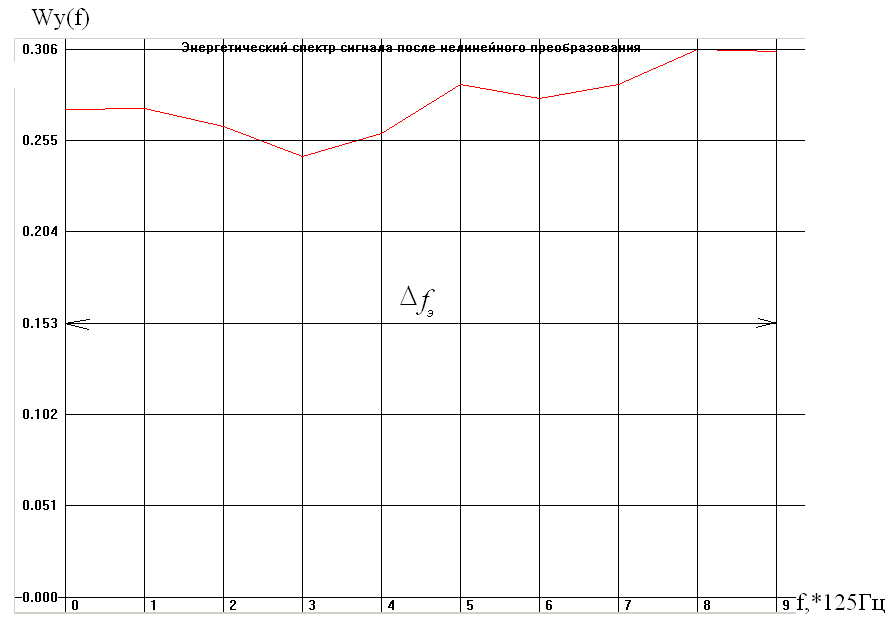 Wy(f)
0.306
Энергетический спектр сигнала после нелинейного преобразования
0.255
0.204
Δfэ
0.153
0.102
0.051
-0.000
0 1 2 3 4 5 6 7 8 9 f,*125Гц